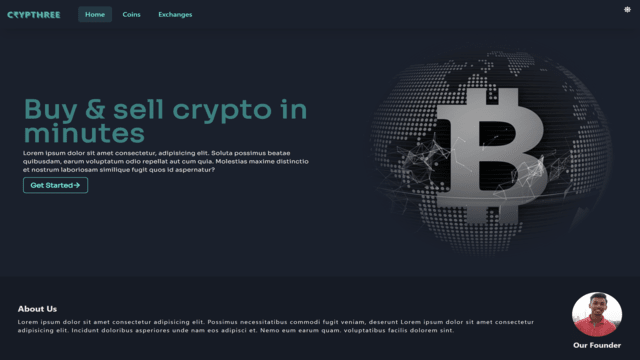 CRYPTHREE
Home
Coins
Exchanges
Buy & sell crypto in
minutes
Lorem ipsum dolor sit amet consectetur, adipisicing elit. Soluta possimus beatae
quibusdam, earum voluptatum odio repellat aut cum quia. Molestias maxime distinctio
et nostrum laboriosam similique fugit quos id aspernatur?
Get Started→
About Us
Lorem ipsum dolor sit amet consectetur adipisicing elit. Possimus necessitatibus commodi fugit veniam, deserunt Lorem ipsum dolor sit amet consectetur
adipisicing elit. Incidunt doloribus asperiores unde nam eos adipisci et. Nemo eum earum quam, voluptatibus facilis dolorem sint.
Our Founder